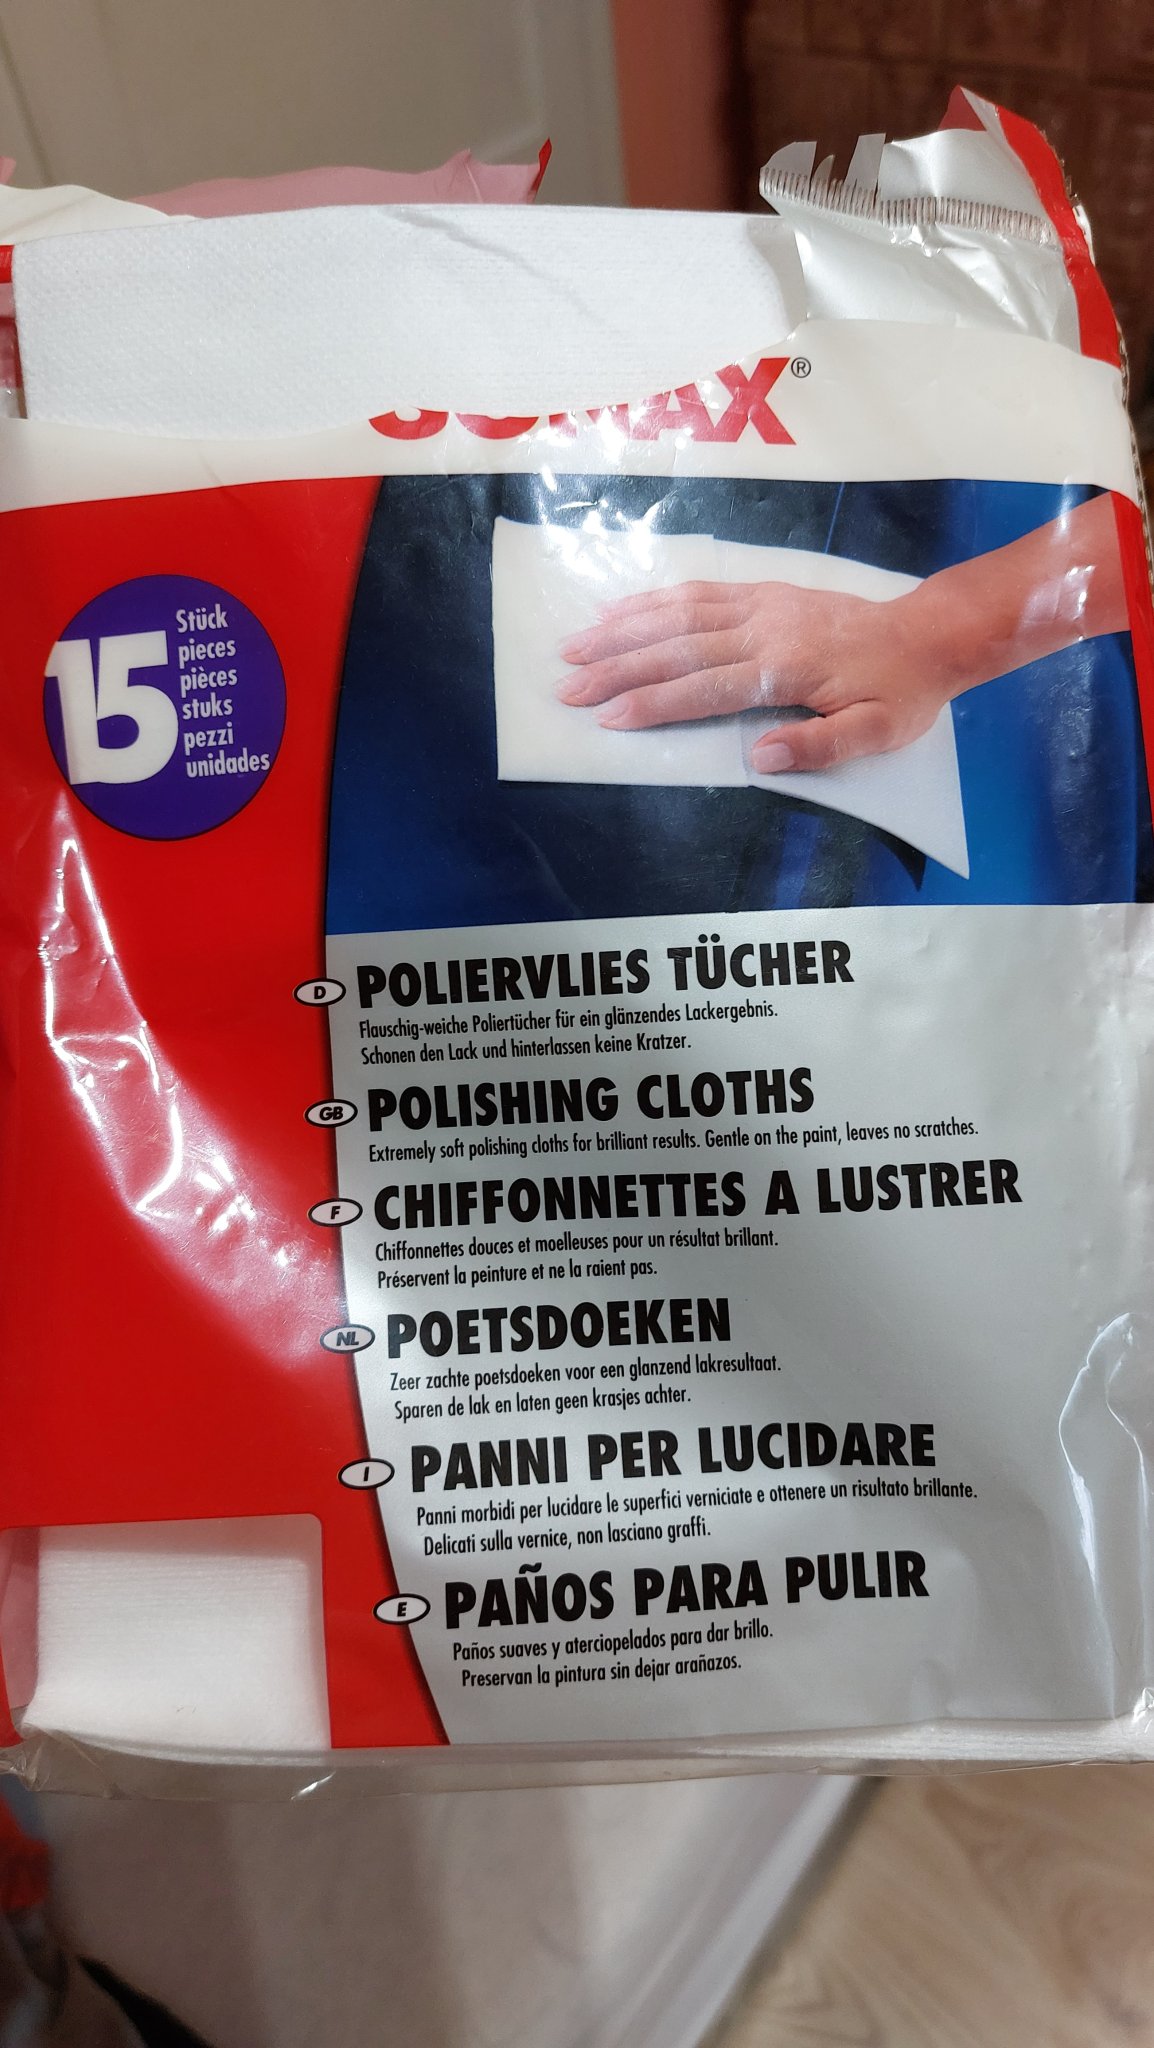 SONAX®
15
Stück
pieces
pièces
stuks
pezzi
unidades
D
POLIERVLIES TÜCHER
Flauschig-weiche Poliertücher für ein glänzendes Lackergebnis.
Schonen den Lack und hinterlassen keine Kratzer.
GB
POLISHING CLOTHS
Extremely soft polishing cloths for brilliant results. Gentle on the paint, leaves no scratches.
F
CHIFFONNETTES A LUSTRER
Chiffonnettes douces et moelleuses pour un résultat brillant.
Préservent la peinture et ne la raient pas.
NL
POETSDOEKEN
Zeer zachte poetsdoeken voor een glanzend lakresultaat.
Sparen de lak en laten geen krasjes achter.
I
PANNI PER LUCIDARE
Panni morbidi per lucidare le superfici verniciate e ottenere un risultato brillante.
Delicati sulla vernice, non lasciano graffi.
E
PAÑOS PARA PULIR
Paños suaves y aterciopelados para dar brillo.
Preservan la pintura sin dejar arañazos.